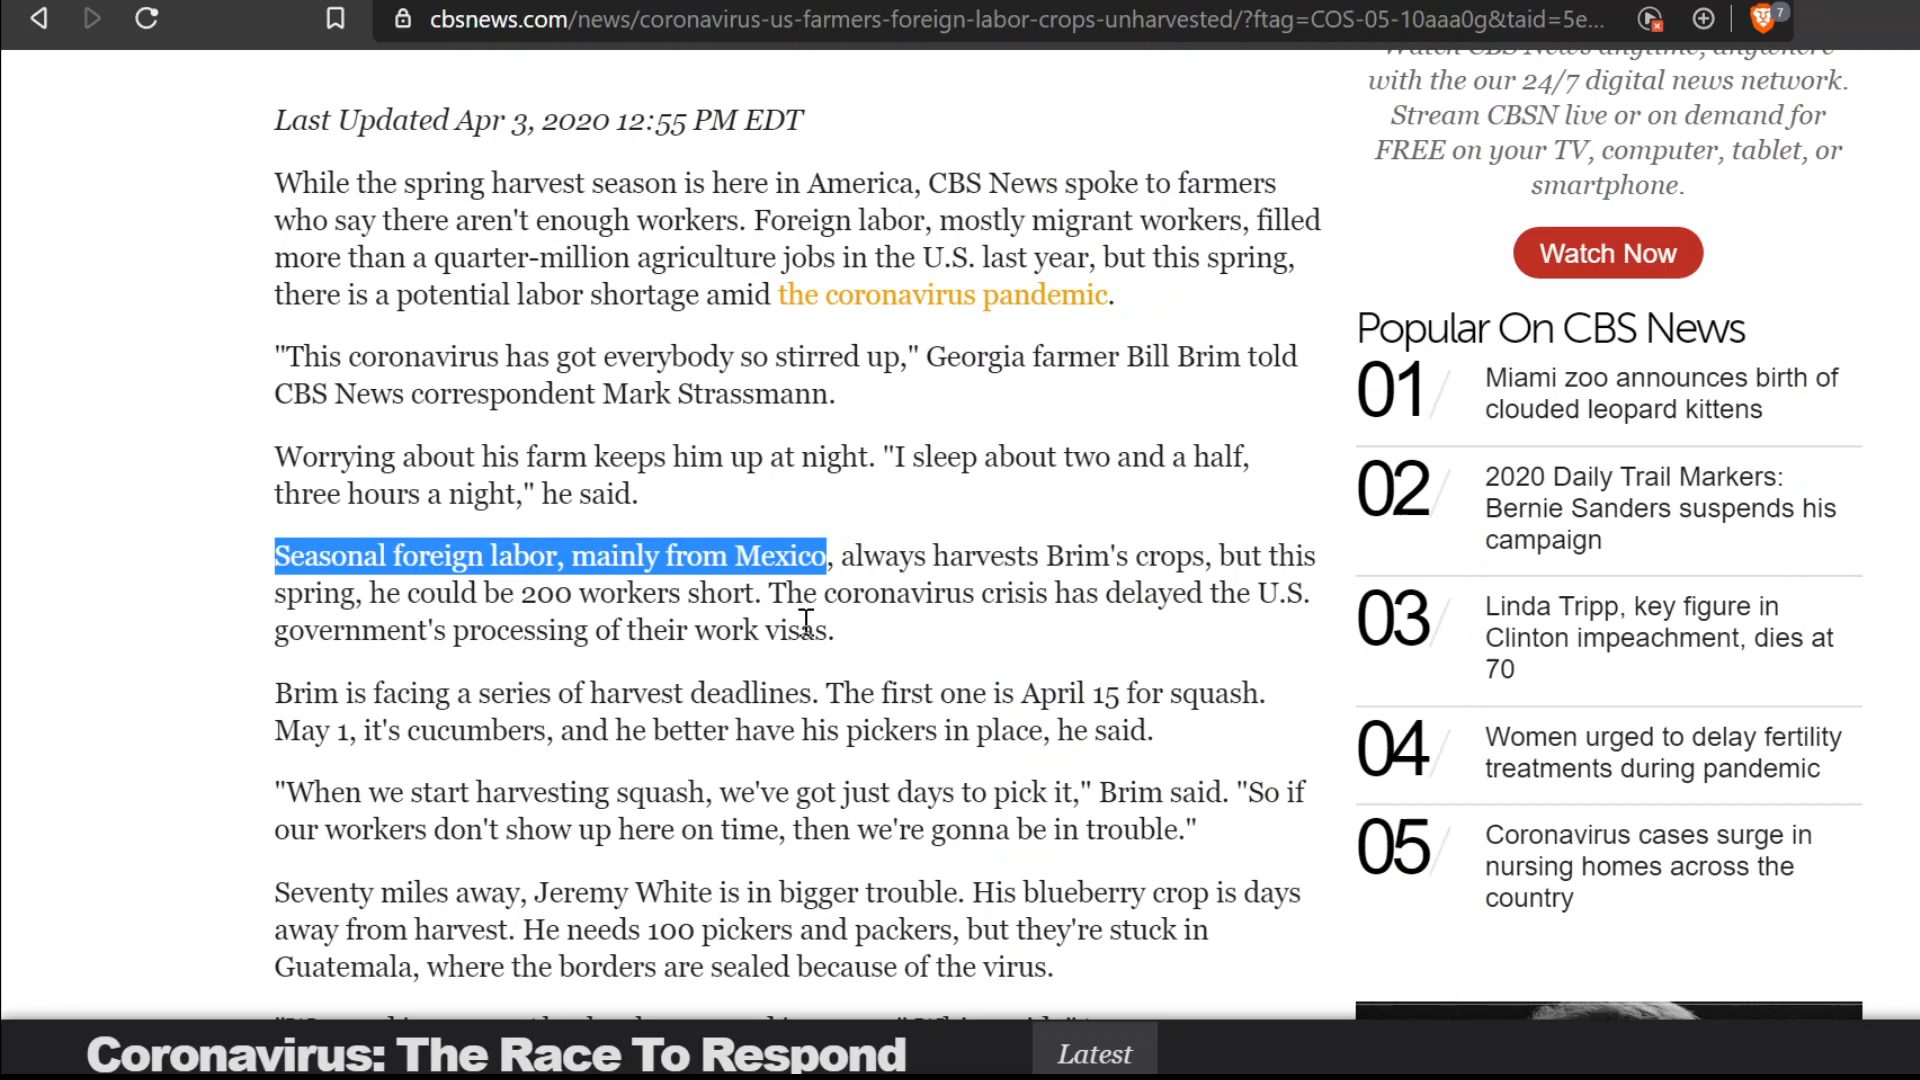 cbsnews.com/news/coronavirus-us-farmers-foreign-labor-crops-unharvested/?ftag=COS-05-10aaa0g&taid=5e...
7
Last Updated Apr 3, 2020 12:55 PM EDT
While the spring harvest season is here in America, CBS News spoke to farmers
who say there aren't enough workers. Foreign labor, mostly migrant workers, filled
more than a quarter-million agriculture jobs in the U.S. last year, but this spring,
there is a potential labor shortage amid the coronavirus pandemic.
"This coronavirus has got everybody so stirred up," Georgia farmer Bill Brim told
CBS News correspondent Mark Strassmann.
Worrying about his farm keeps him up at night. "I sleep about two and a half,
three hours a night," he said.
Seasonal foreign labor, mainly from Mexico, always harvests Brim's crops, but this
spring, he could be 200 workers short. The coronavirus crisis has delayed the U.S.
government's processing of their work visas.
Brim is facing a series of harvest deadlines. The first one is April 15 for squash.
May 1, it's cucumbers, and he better have his pickers in place, he said.
"When we start harvesting squash, we've got just days to pick it," Brim said. "So if
our workers don't show up here on time, then we're gonna be in trouble."
Seventy miles away, Jeremy White is in bigger trouble. His blueberry crop is days
away from harvest. He needs 100 pickers and packers, but they're stuck in
Guatemala, where the borders are sealed because of the virus.
Watch CBS News anytime, anywhere
with the our 24/7 digital news network.
Stream CBSN live or on demand for
FREE on your TV, computer, tablet, or
smartphone.
Watch Now
Popular On CBS News
01/ Miami zoo announces birth of
clouded leopard kittens
02/ 2020 Daily Trail Markers:
Bernie Sanders suspends his
campaign
03/ Linda Tripp, key figure in
Clinton impeachment, dies at
70
04/ Women urged to delay fertility
treatments during pandemic
05/ Coronavirus cases surge in
nursing homes across the
country
Coronavirus: The Race To Respond
Latest